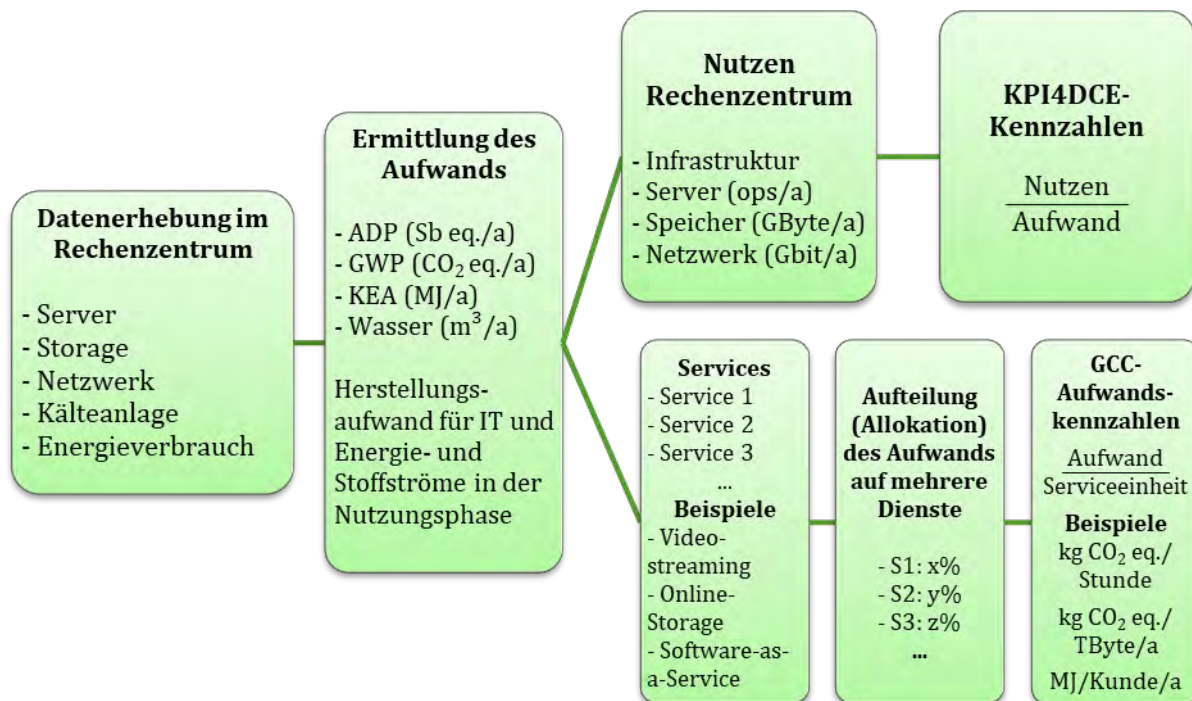 Datenerhebung im
Rechenzentrum
- Server
- Storage
- Netzwerk
- Kälteanlage
- Energieverbrauch
Ermittlung des
Aufwands
- ADP (Sb eq./a)
- GWP (CO₂ eq./a)
- KEA (MJ/a)
- Wasser (m³/a)
Herstellungs-
aufwand für IT und
Energie- und
Stoffströme in der
Nutzungsphase
Nutzen
Rechenzentrum
- Infrastruktur
- Server (ops/a)
- Speicher (GByte/a)
- Netzwerk (Gbit/a)
KPI4DCE-
Kennzahlen
Nutzen
Aufwand
Services
- Service 1
- Service 2
- Service 3
...
Beispiele
- Video-
streaming
- Online-
Storage
- Software-as-
a-Service
Aufteilung
(Allokation)
des Aufwands
auf mehrere
Dienste
- S1: x%
- S2: y%
- S3: z%
...
GCC-
Aufwands-
kennzahlen
Aufwand
Serviceeinheit
Beispiele
kg CO₂ eq./
Stunde
kg CO₂ eq./
TByte/a
MJ/Kunde/a